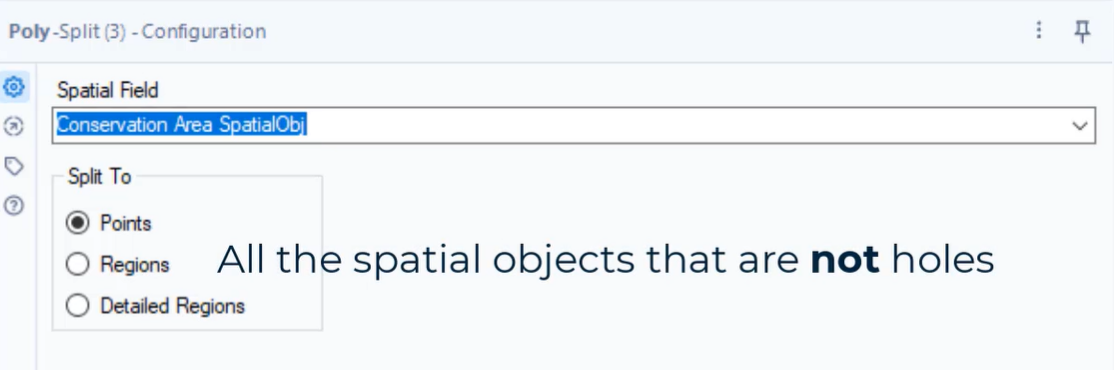 Poly-Split (3) - Configuration
Spatial Field
Conservation Area SpatialObj
Split To
Points
Regions
All the spatial objects that are not holes
Detailed Regions